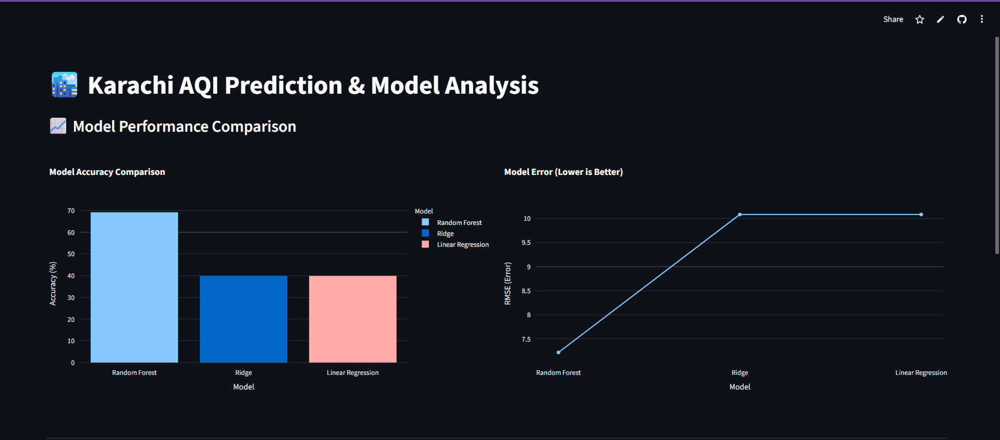 Share
Karachi AQI Prediction & Model Analysis
Model Performance Comparison
Model Accuracy Comparison
70
60
50
40
30
20
10
0
Accuracy (%)
Random Forest
Ridge
Linear Regression
Model
Model
Random Forest
Ridge
Linear Regression
Model Error (Lower is Better)
10
9.5
9
8.5
8
7.5
RMSE (Error)
Random Forest
Ridge
Linear Regression
Model